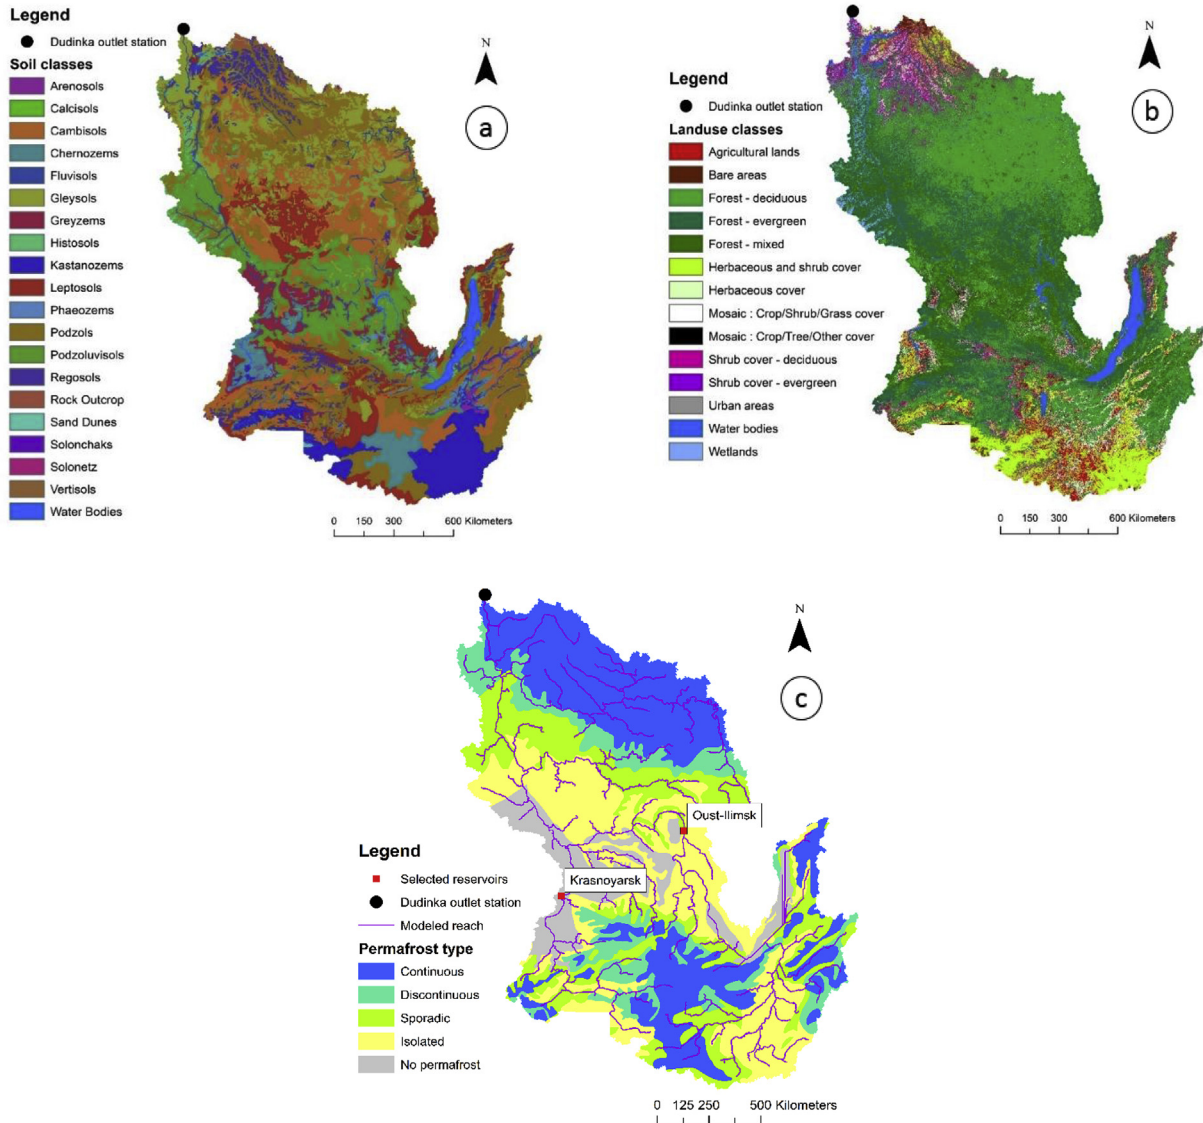 Legend
Dudinka outlet station
Soil classes
Arenosols
Calcisols
Cambisols
Chernozems
Fluvisols
Gleysols
Greyzems
Histosols
Kastanozems
Leptosols
Phaeozems
Podzols
Podzoluvisols
Regosols
Rock Outcrop
Sand Dunes
Solonchaks
Solonetz
Vertisols
Water Bodies
N
a
0 150 300 600 Kilometers
Legend
Dudinka outlet station
Landuse classes
Agricultural lands
Bare areas
Forest - deciduous
Forest - evergreen
Forest - mixed
Herbaceous and shrub cover
Herbaceous cover
Mosaic : Crop/Shrub/Grass cover
Mosaic : Crop/Tree/Other cover
Shrub cover - deciduous
Shrub cover - evergreen
Urban areas
Water bodies
Wetlands
N
b
0 150 300 600 Kilometers
N
c
Oust-Ilimsk
Krasnoyarsk
Legend
Selected reservoirs
Dudinka outlet station
Modeled reach
Permafrost type
Continuous
Discontinuous
Sporadic
Isolated
No permafrost
0 125 250 500 Kilometers